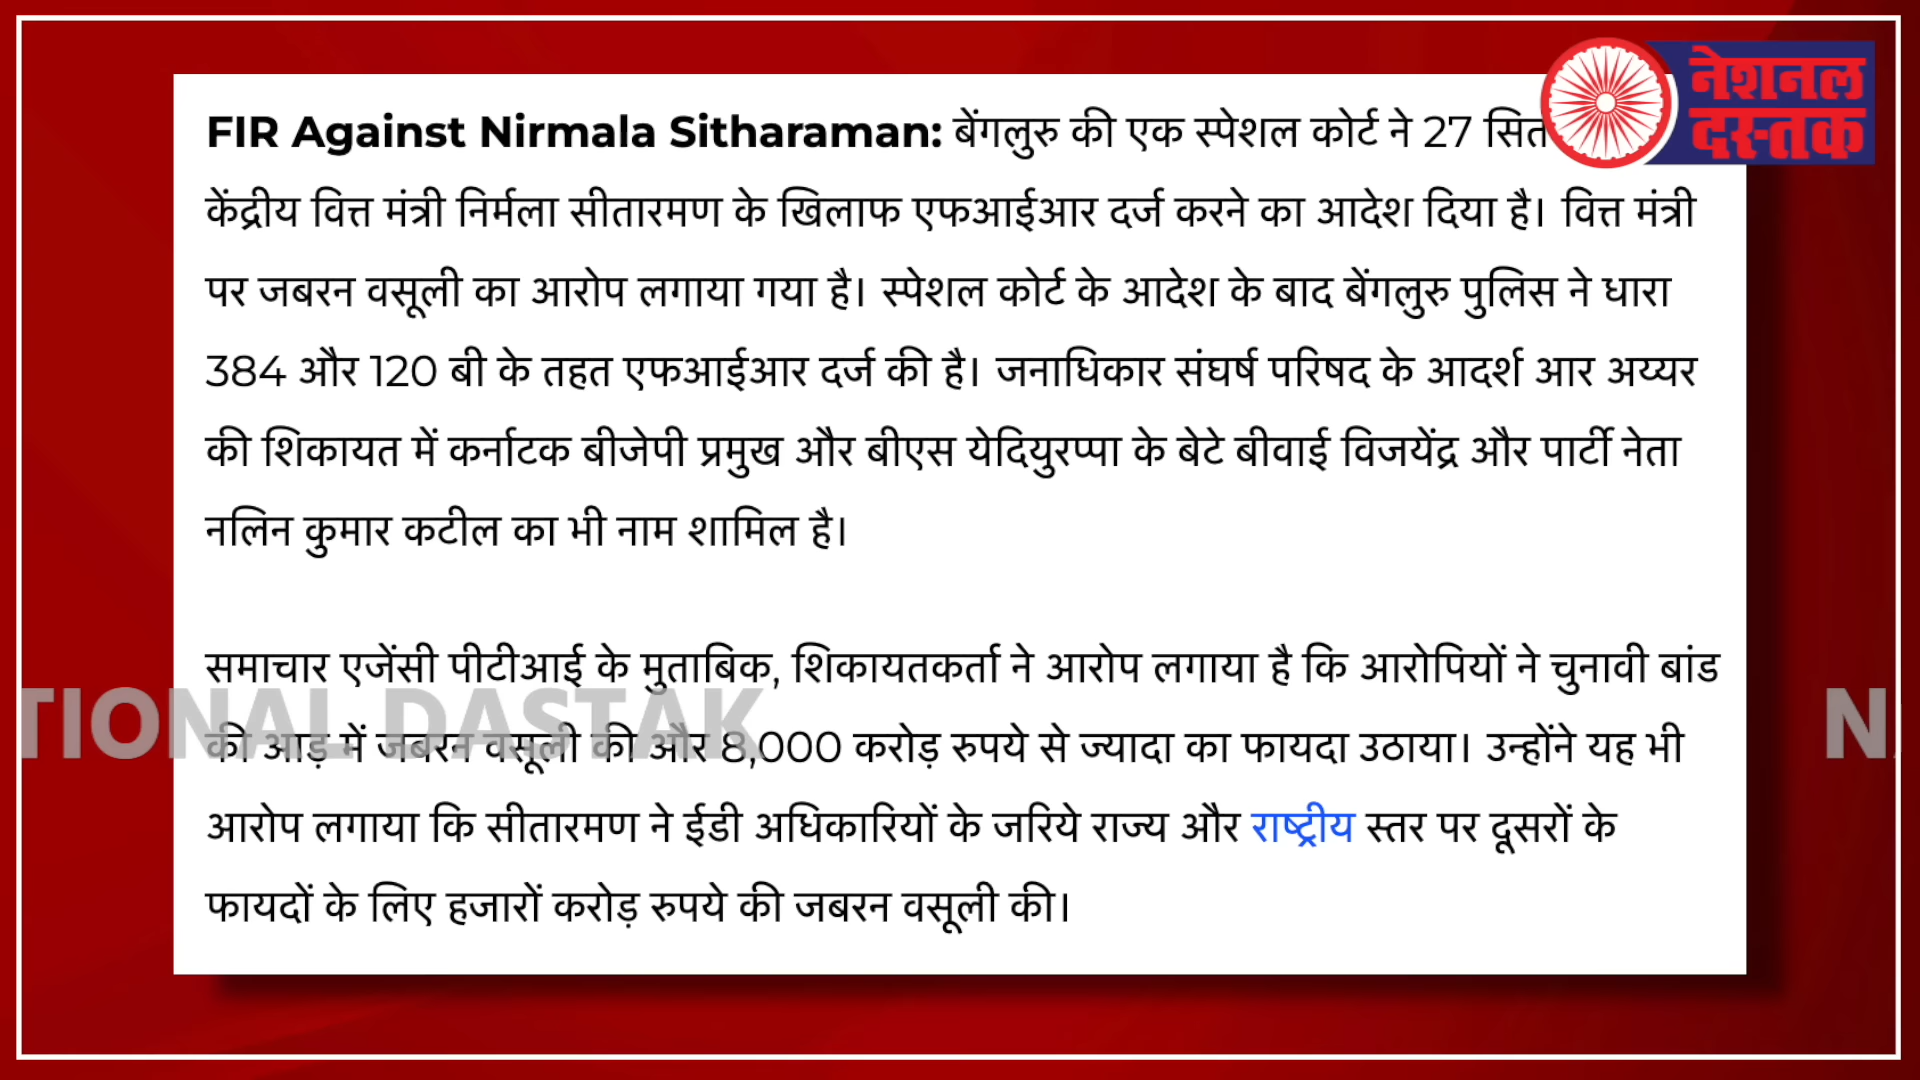 नेशनल
दस्तक
FIR Against Nirmala Sitharaman: बेंगलुरु की एक स्पेशल कोर्ट ने 27
केंद्रीय वित्त मंत्री निर्मला सीतारमण के खिलाफ एफआईआर दर्ज करने का आदेश दिया है। वित्त मंत्री
पर जबरन वसूली का आरोप लगाया गया है। स्पेशल कोर्ट के आदेश के बाद बेंगलुरु पुलिस ने धारा
384 और 120 बी के तहत एफआईआर दर्ज की है। जनाधिकार संघर्ष परिषद के आदर्श आर अय्यर
की शिकायत में कर्नाटक बीजेपी प्रमुख और बीएस येदियुरप्पा के बेटे बीवाई विजयेंद्र और पार्टी नेता
नलिन कुमार कटील का भी नाम शामिल है।
समाचार एजेंसी पीटीआई के मुताबिक, शिकायतकर्ता ने आरोप लगाया है कि आरोपियों ने चुनावी बांड
की आड़ में जबरन वसूली की और 8,000 करोड़ रुपये से ज्यादा का फायदा उठाया। उन्होंने यह भी
आरोप लगाया कि सीतारमण ने ईडी अधिकारियों के जरिये राज्य और राष्ट्रीय स्तर पर दूसरों के
फायदों के लिए हजारों करोड़ रुपये की जबरन वसूली की।
TIONAL DASTAK